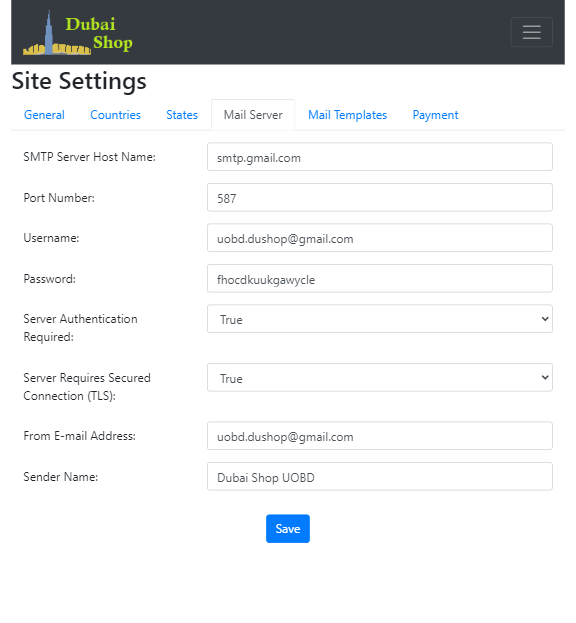 Dubai
Shop
Site Settings
General Countries States Mail Server Mail Templates Payment
SMTP Server Host Name: smtp.gmail.com
Port Number: 587
Username: uobd.dushop@gmail.com
Password: fhocdkuukgawycle
Server Authentication
Required: True
Server Requires Secured
Connection (TLS): True
From E-mail Address: uobd.dushop@gmail.com
Sender Name: Dubai Shop UOBD
Save